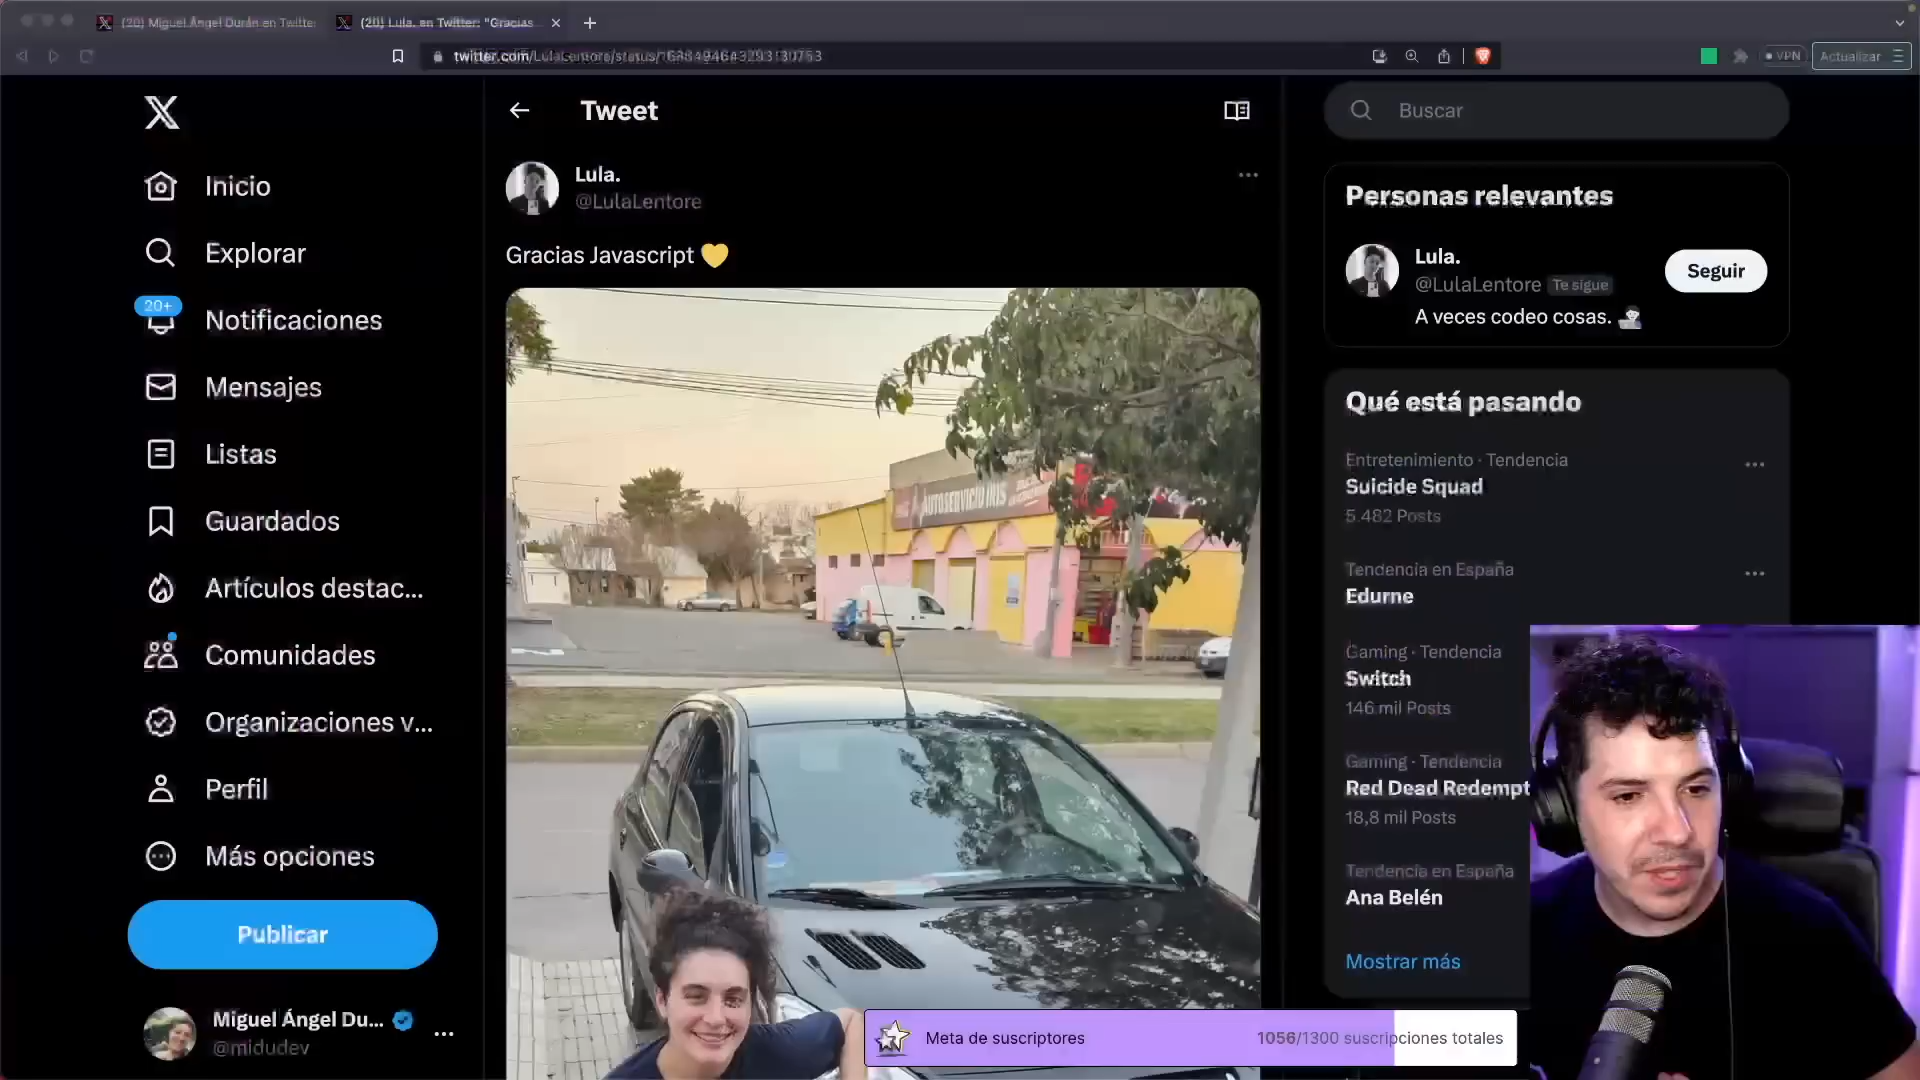 (20) Miguel Ángel Durán en Twitte
(20) Lula. en Twitter: "Gracias
twitter.com/LulaLentore/status/
VPN
Actualizar
Tweet
Buscar
Inicio
Explorar
20+
Notificaciones
Mensajes
Listas
Guardados
Artículos destac...
Comunidades
Organizaciones v...
Perfil
Más opciones
Publicar
Miguel Ángel Du...
@midudev
Lula.
@LulaLentore
Gracias Javascript
AUTOSERVICIO IRIS
Personas relevantes
Lula.
@LulaLentore Te sigue
Seguir
A veces codeo cosas.
Qué está pasando
Entretenimiento · Tendencia
Suicide Squad
5.482 Posts
Tendencia en España
Edurne
Gaming · Tendencia
Switch
146 mil Posts
Gaming · Tendencia
Red Dead Redempt
18,8 mil Posts
Tendencia en España
Ana Belén
Mostrar más
Meta de suscriptores
1056/1300 suscripciones totales